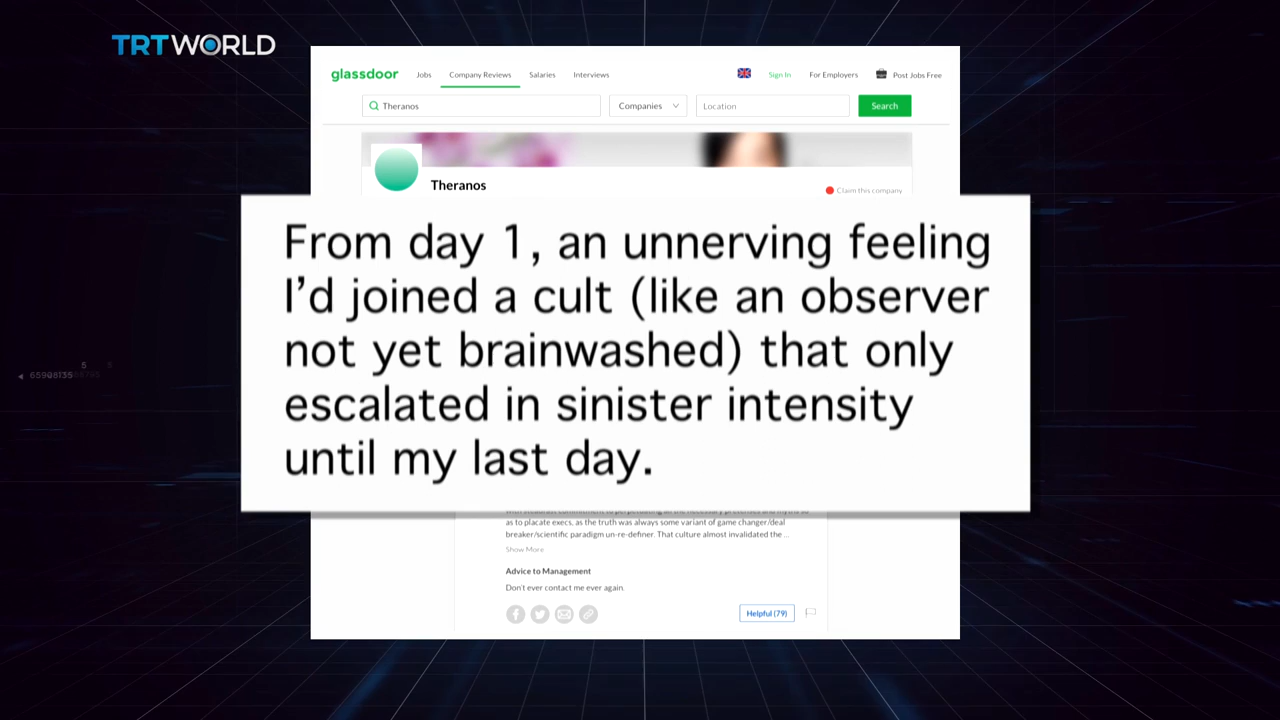 TRTWORLD
glassdoor Jobs Company Reviews Salaries Interviews Sign In For Employers Post Jobs Free
Theranos Companies Location Search
Theranos
Claim this company
From day 1, an unnerving feeling
I’d joined a cult (like an observer
not yet brainwashed) that only
escalated in sinister intensity
until my last day.
as to placate execs, as the truth was always some variant of game changer/deal
breaker/scientific paradigm un-re-definer. That culture almost invalidated the ...
Show More
Advice to Management
Don't ever contact me ever again.
Helpful (79)